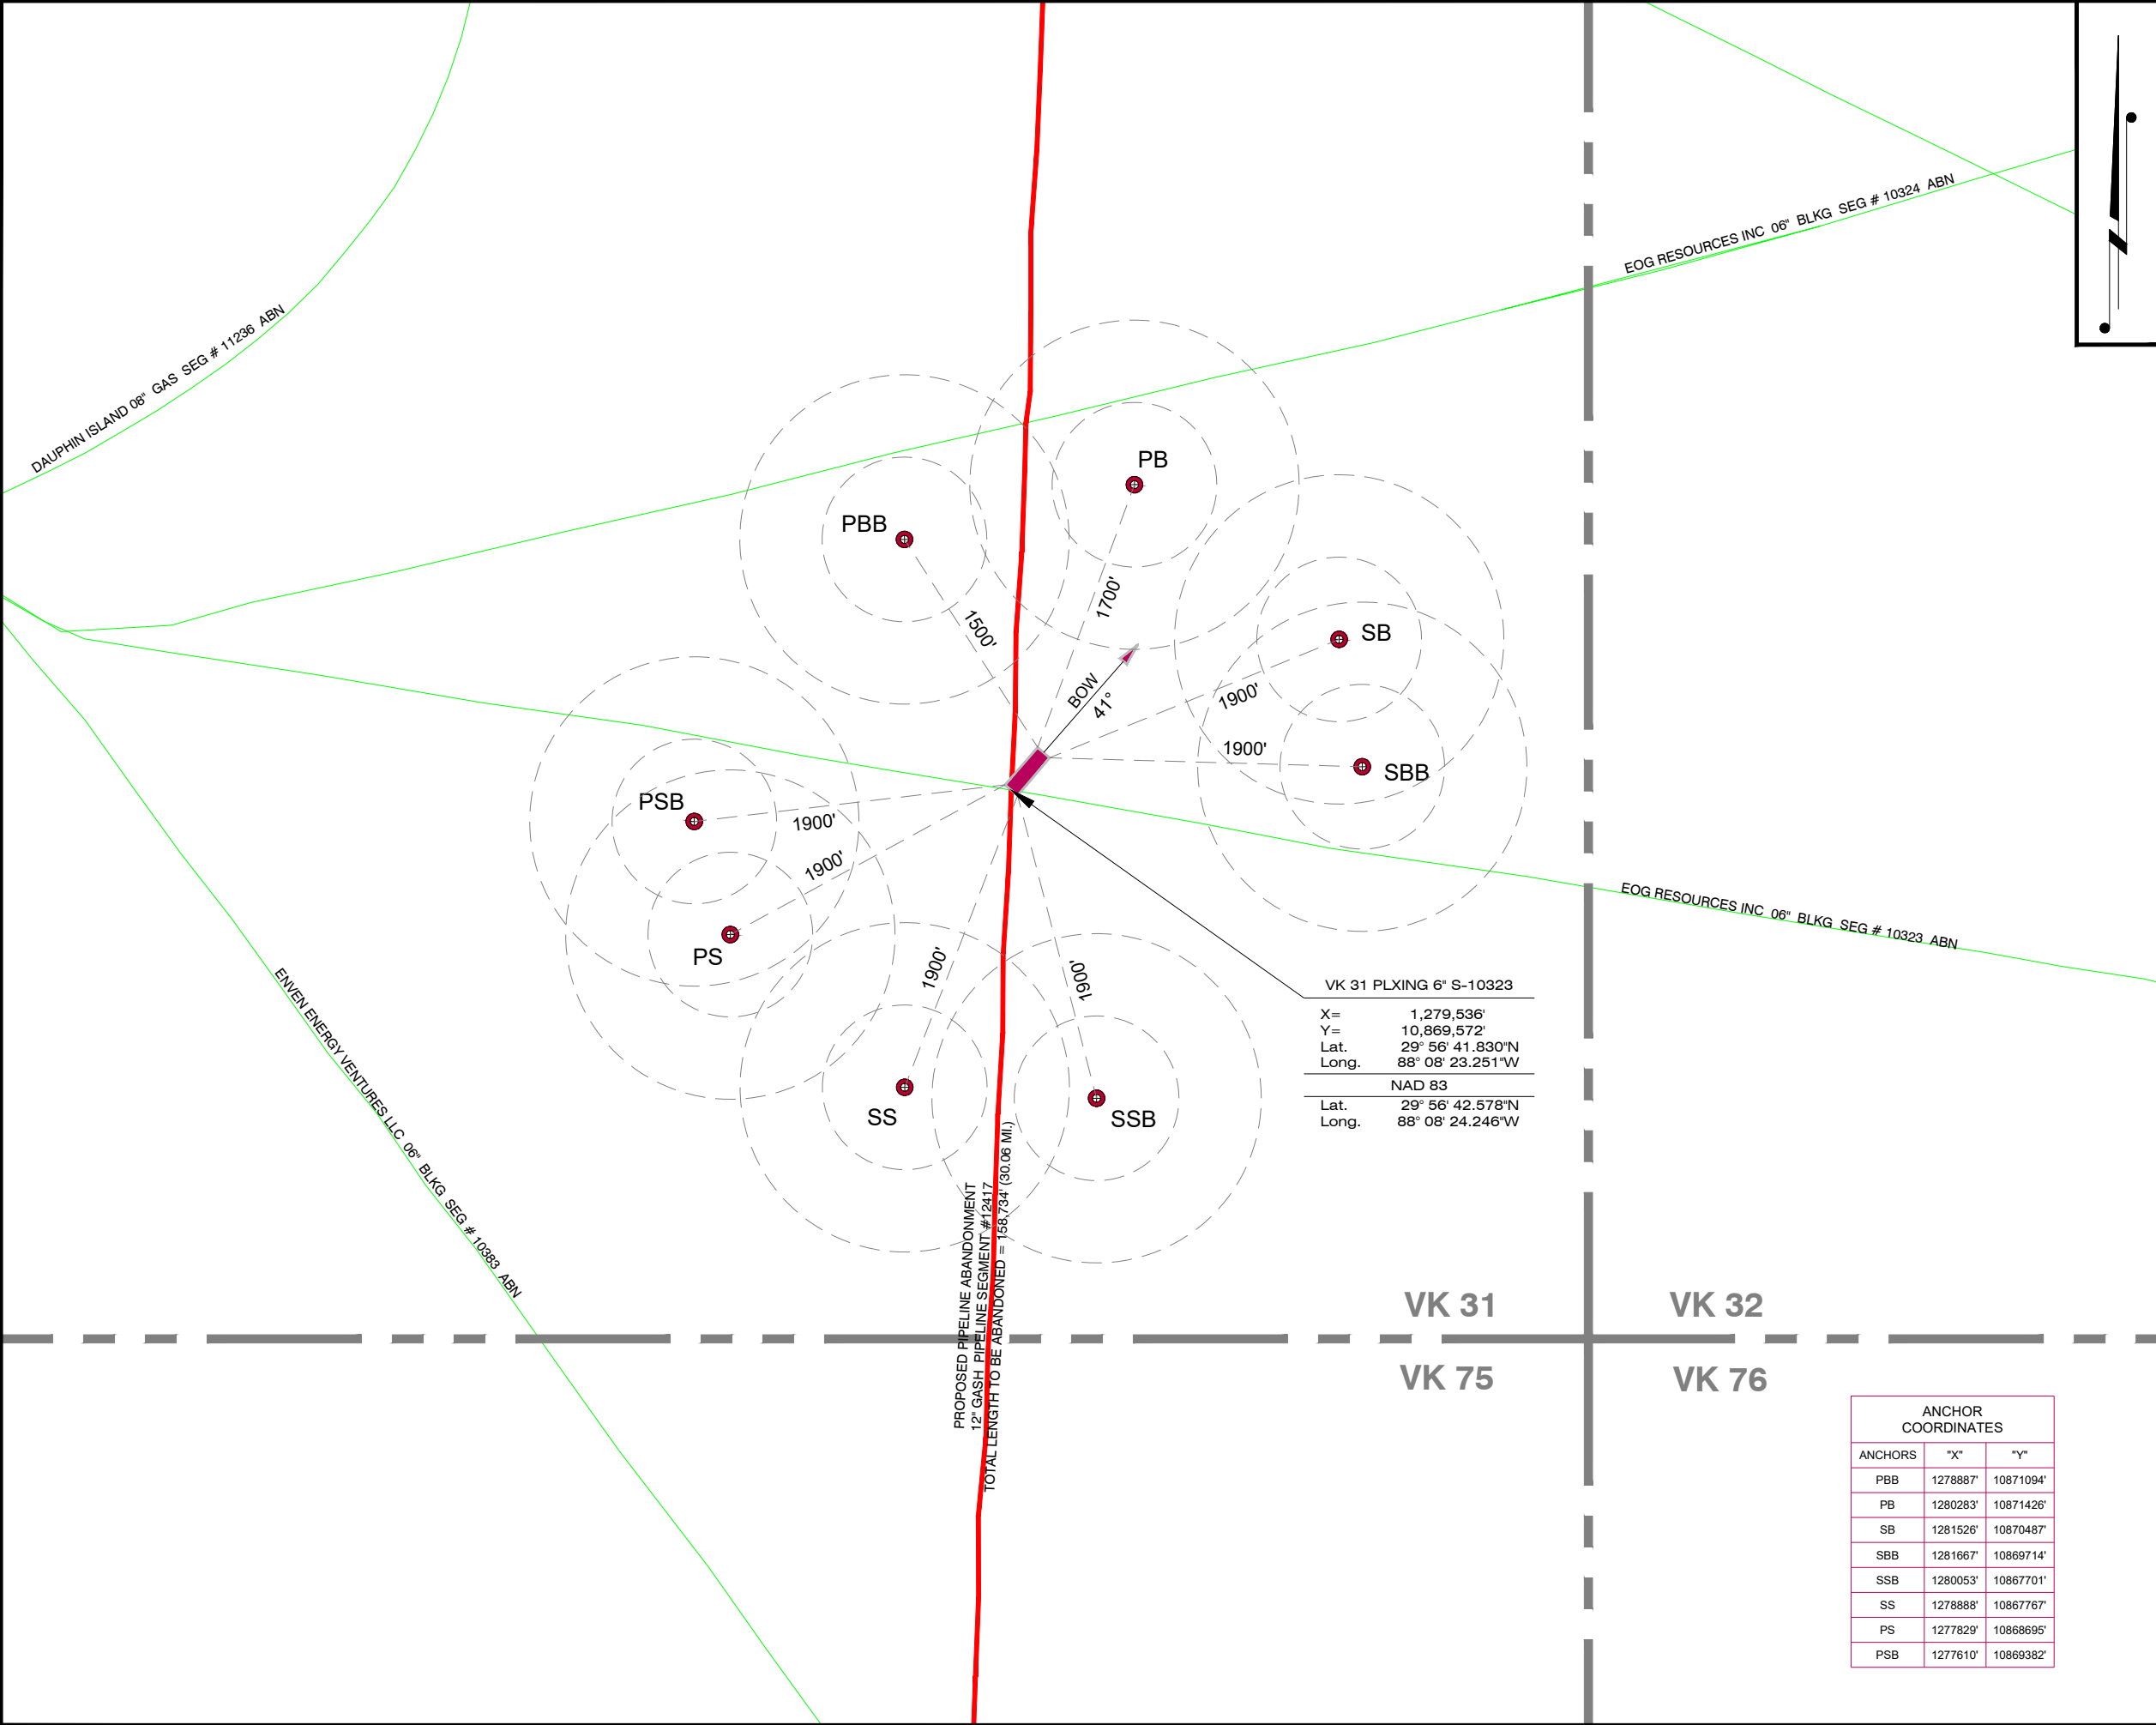 EOG RESOURCES INC 06" BLKG SEG # 10324 ABN
DAUPHIN ISLAND 08" GAS SEG # 11236 ABN
PB
PBB
1700'
1500'
SB
BOW
41°
1900'
1900'
SBB
PSB
1900'
1900'
EOG RESOURCES INC 06" BLKG SEG # 10323 ABN
PS
1900'
1900'
ENVEN ENERGY VENTURES LLC 06" BLKG SEG # 10383 ABN
VK 31 PLXING 6" S-10323
X= 1,279,536'
Y= 10,869,572'
Lat. 29° 56' 41.830"N
Long. 88° 08' 23.251"W
NAD 83
Lat. 29° 56' 42.578"N
Long. 88° 08' 24.246"W
SS
SSB
PROPOSED PIPELINE ABANDONMENT
12" GASH PIPELINE SEGMENT #12417
TOTAL LENGTH TO BE ABANDONED = 158,734' (30.06 MI.)
VK 31
VK 32
VK 75
VK 76
ANCHOR
COORDINATES
ANCHORS "X" "Y"
PBB 1278887' 10871094'
PB 1280283' 10871426'
SB 1281526' 10870487'
SBB 1281667' 10869714'
SSB 1280053' 10867701'
SS 1278888' 10867767'
PS 1277829' 10868695'
PSB 1277610' 10869382'